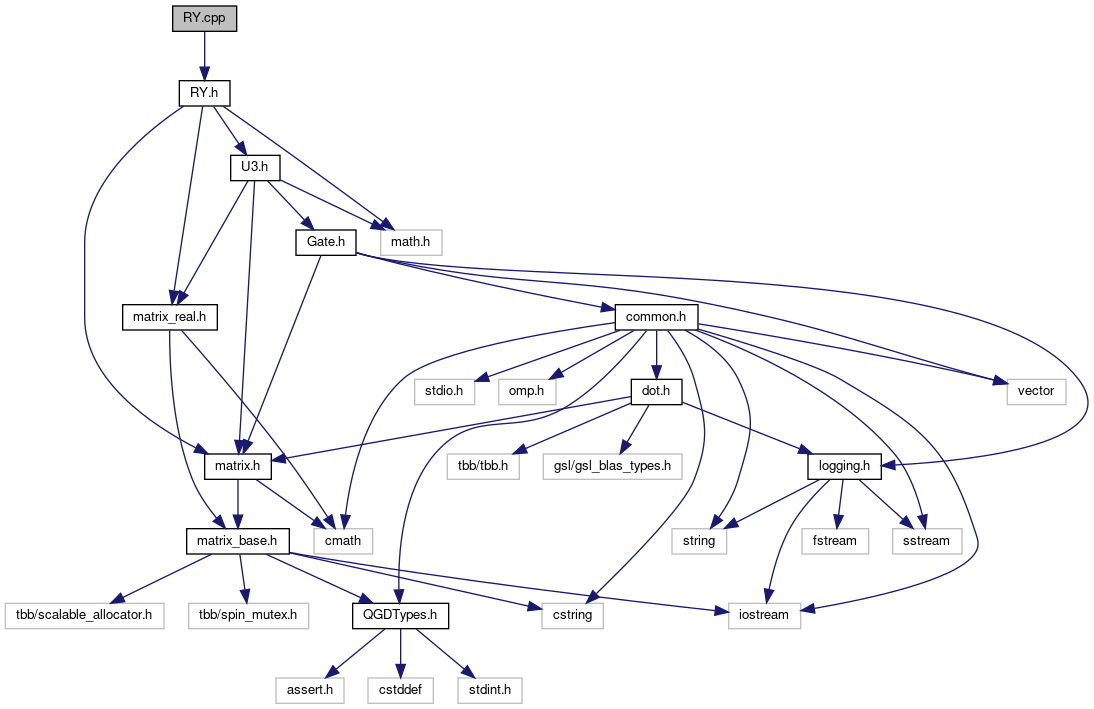 RY.cpp
RY.h
U3.h
Gate.h
math.h
matrix_real.h
common.h
stdio.h
omp.h
dot.h
vector
matrix.h
tbb/tbb.h
gsl/gsl_blas_types.h
logging.h
matrix_base.h
cmath
string
fstream
sstream
tbb/scalable_allocator.h
tbb/spin_mutex.h
QGDTypes.h
cstring
iostream
assert.h
cstddef
stdint.h